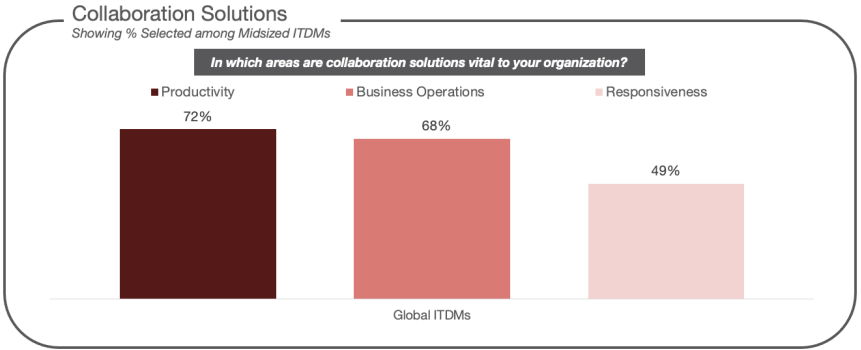 Collaboration Solutions
Showing % Selected among Midsized ITDMs
In which areas are collaboration solutions vital to your organization?
Productivity
Business Operations
Responsiveness
72%
68%
49%
Global ITDMs